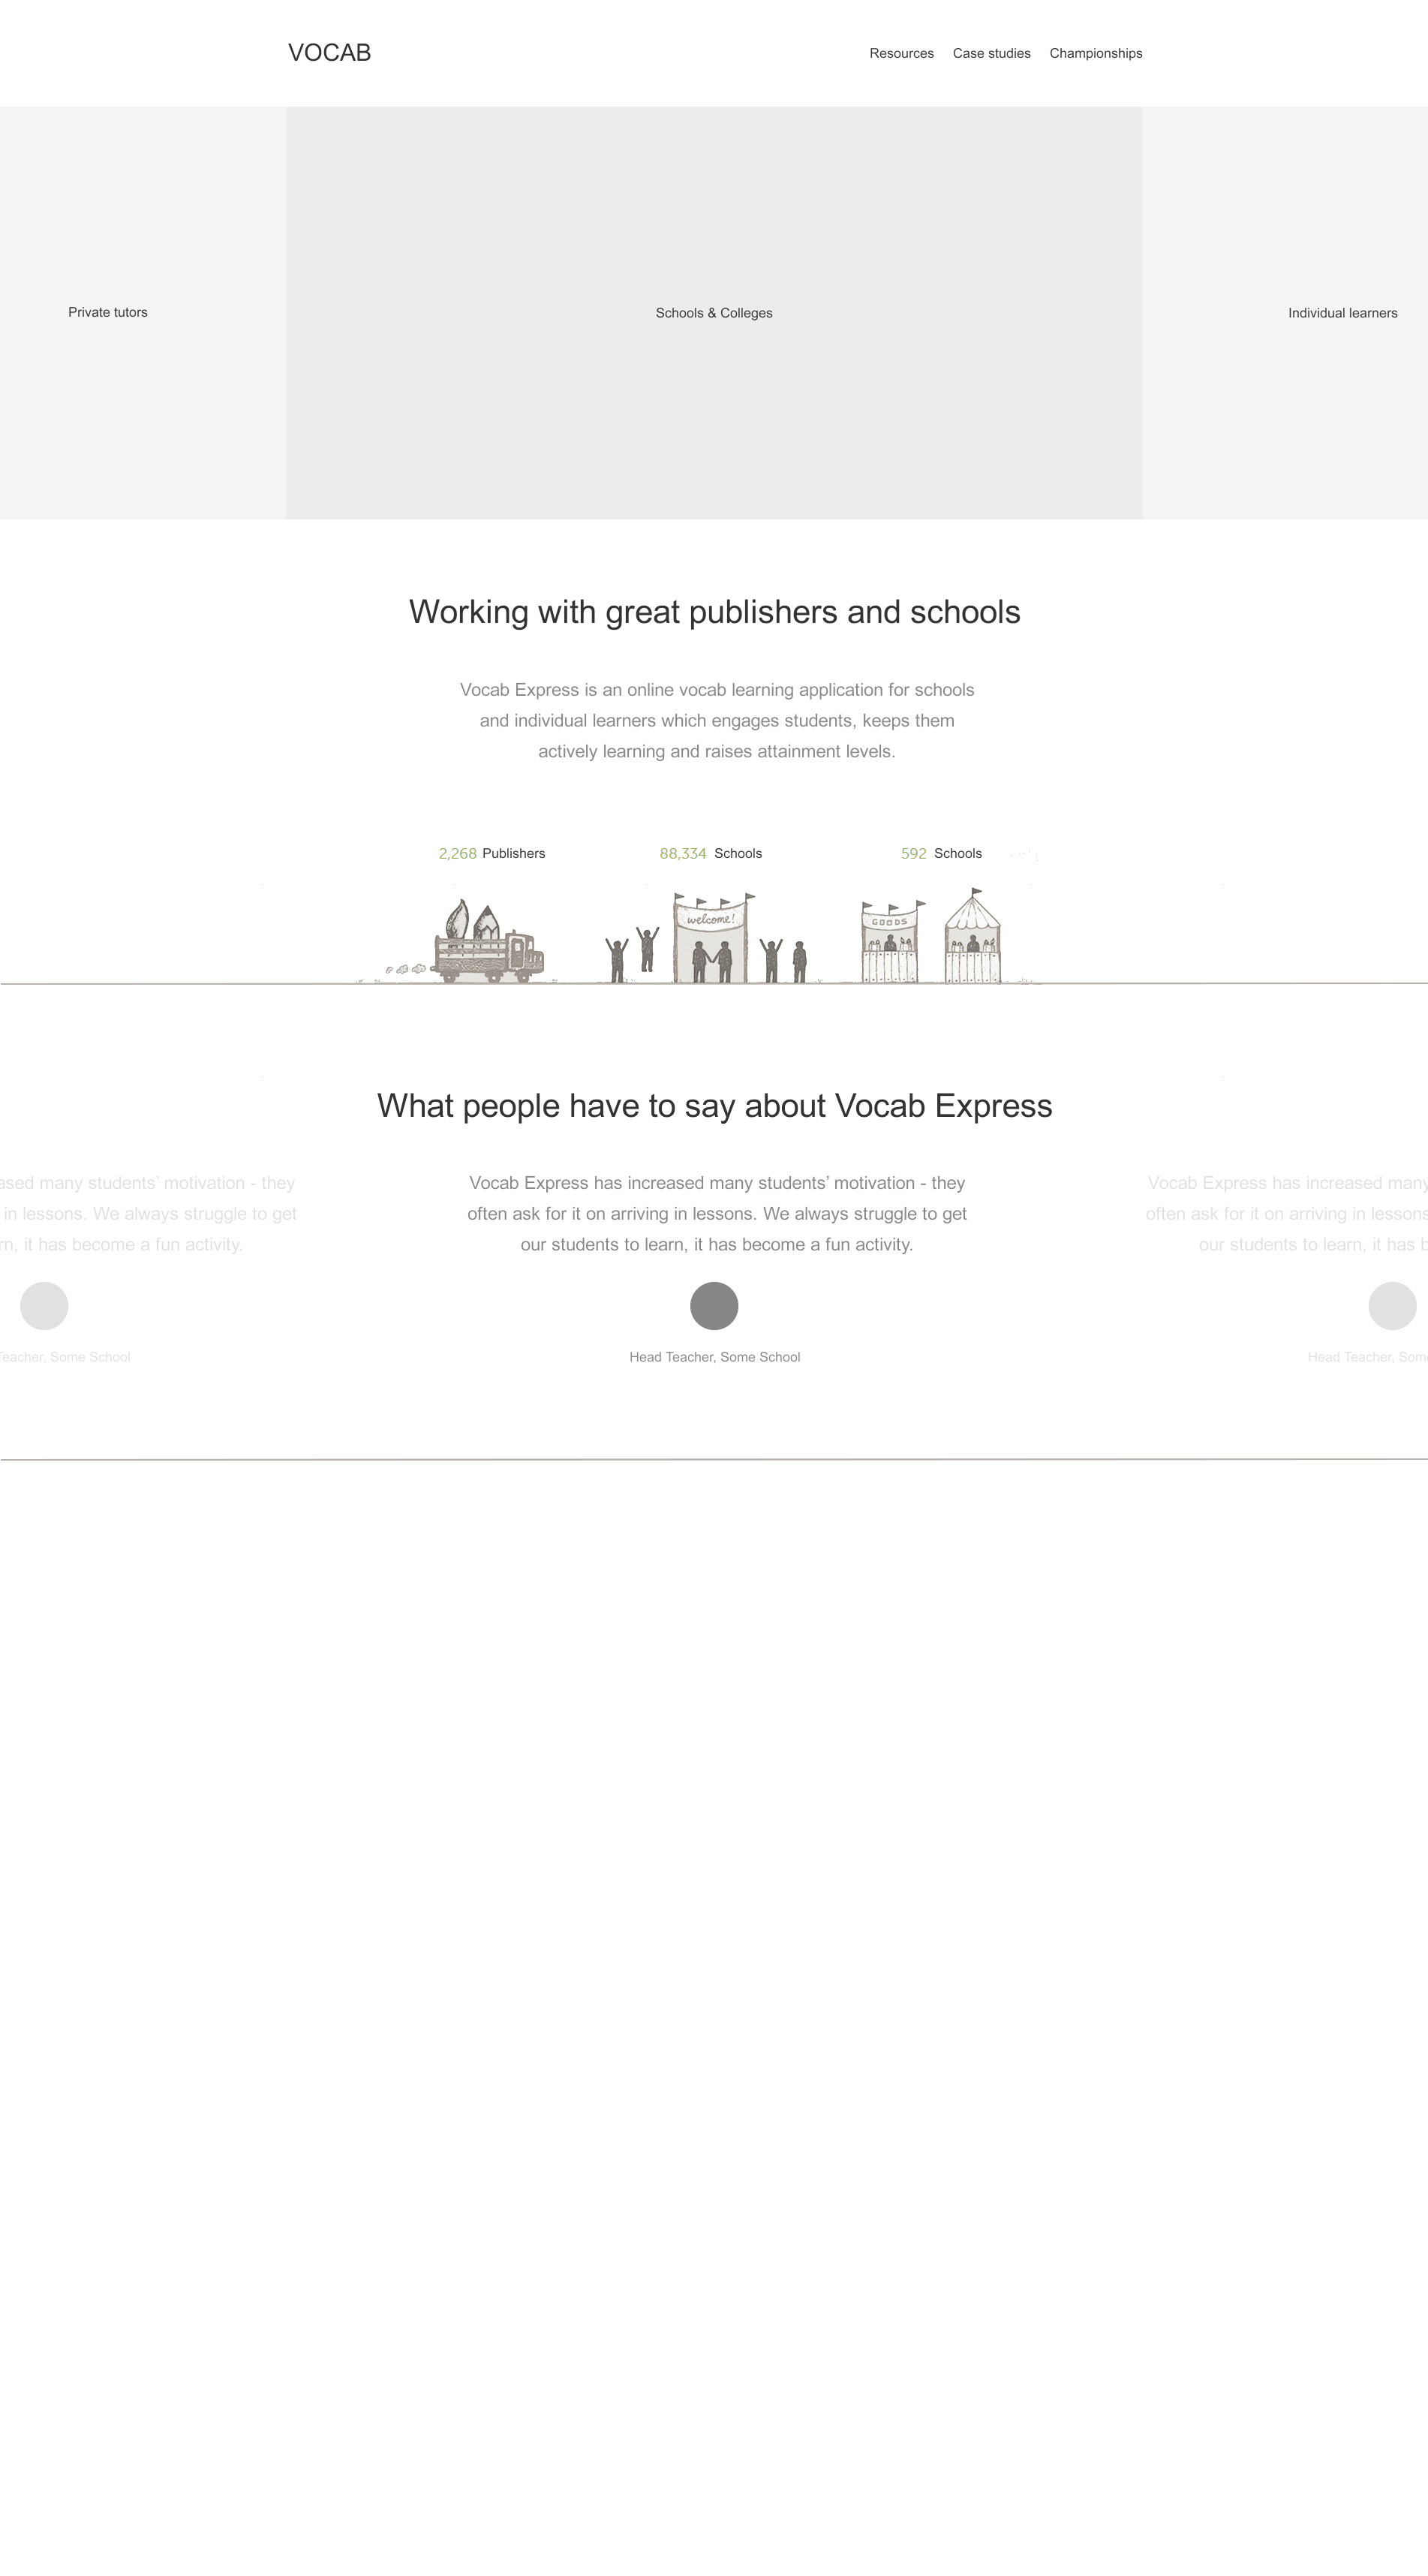 VOCAB
Resources Case studies Championships
Private tutors
Schools & Colleges
Individual learners
Working with great publishers and schools
Vocab Express is an online vocab learning application for schools
and individual learners which engages students, keeps them
actively learning and raises attainment levels.
2,268 Publishers
88,334 Schools
592 Schools
welcome!
GOODS
What people have to say about Vocab Express
many students’ motivation - they
in lessons. We always struggle to get
it has become a fun activity.
Teacher, Some School
Vocab Express has increased many students’ motivation - they
often ask for it on arriving in lessons. We always struggle to get
our students to learn, it has become a fun activity.
Head Teacher, Some School
Vocab Express has increased many
often ask for it on arriving in lessons
our students to learn, it has
Head Teacher, Some